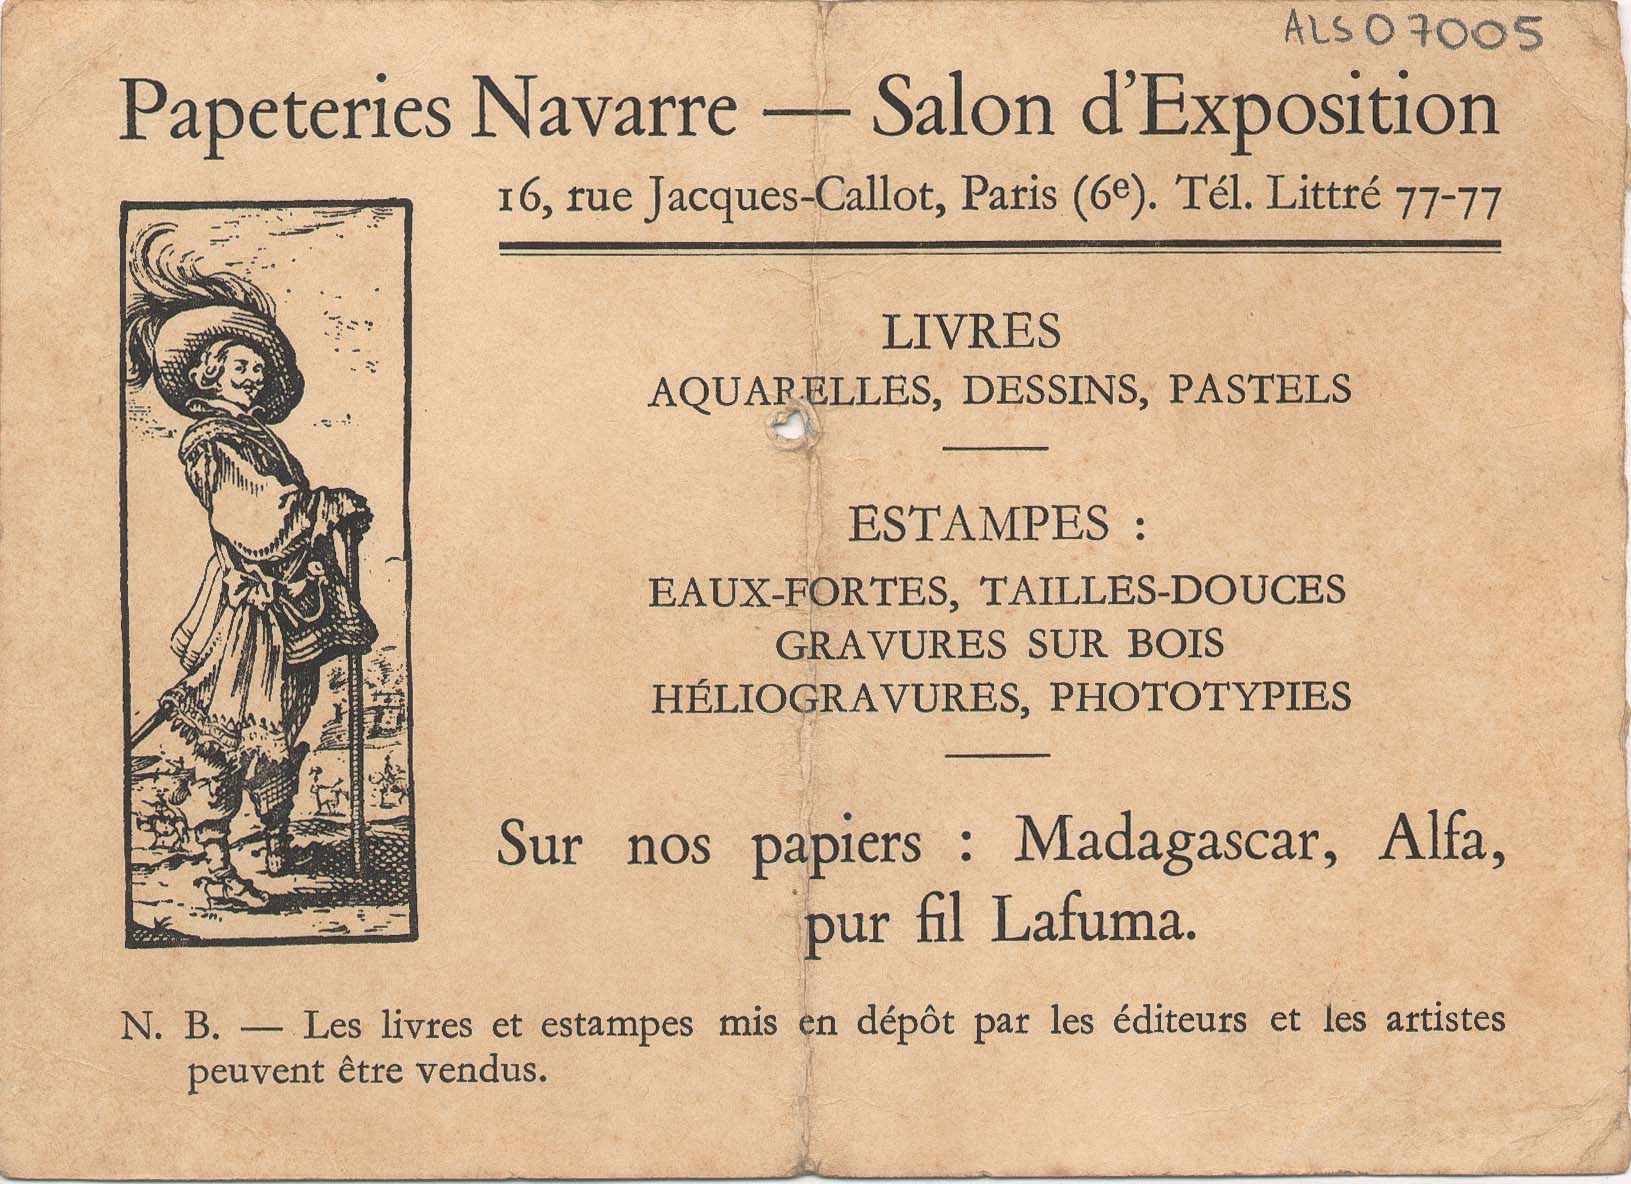 ALSO7005
Papeteries Navarre — Salon d'Exposition
16, rue Jacques-Callot, Paris (6e). Tél. Littré 77-77
LIVRES
AQUARELLES, DESSINS, PASTELS
ESTAMPES :
EAUX-FORTES, TAILLES-DOUCES
GRAVURES SUR BOIS
HÉLIOGRAVURES, PHOTOTYPIES
Sur nos papiers : Madagascar, Alfa,
pur fil Lafuma.
N. B. — Les livres et estampes mis en dépôt par les éditeurs et les artistes
peuvent être vendus.